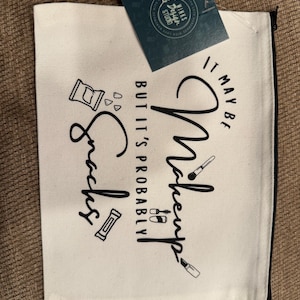 IT MAY BE
Makeup
BUT IT'S PROBABLY
Snacks